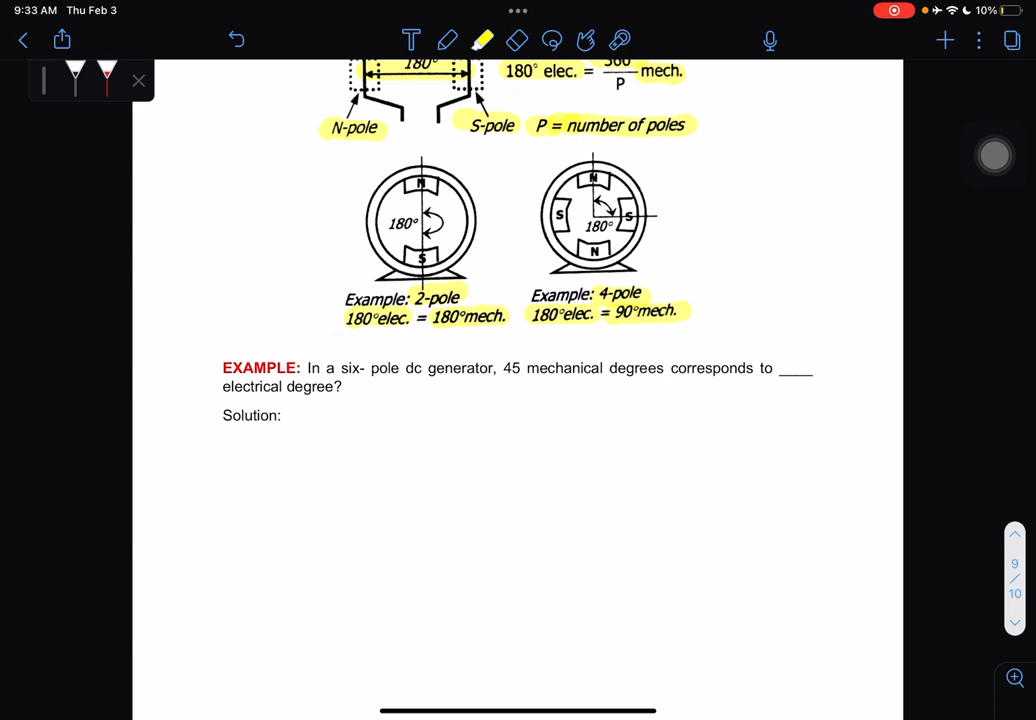 9:33 AM Thu Feb 3
10%
180°
180° elec. = 360° mech.
P
N-pole
S-pole
P = number of poles
N
180°
S
N
S
S
180°
N
Example: 2-pole
180°elec. = 180°mech.
Example: 4-pole
180°elec. = 90°mech.
EXAMPLE: In a six- pole dc generator, 45 mechanical degrees corresponds to ____
electrical degree?
Solution:
9
/
10